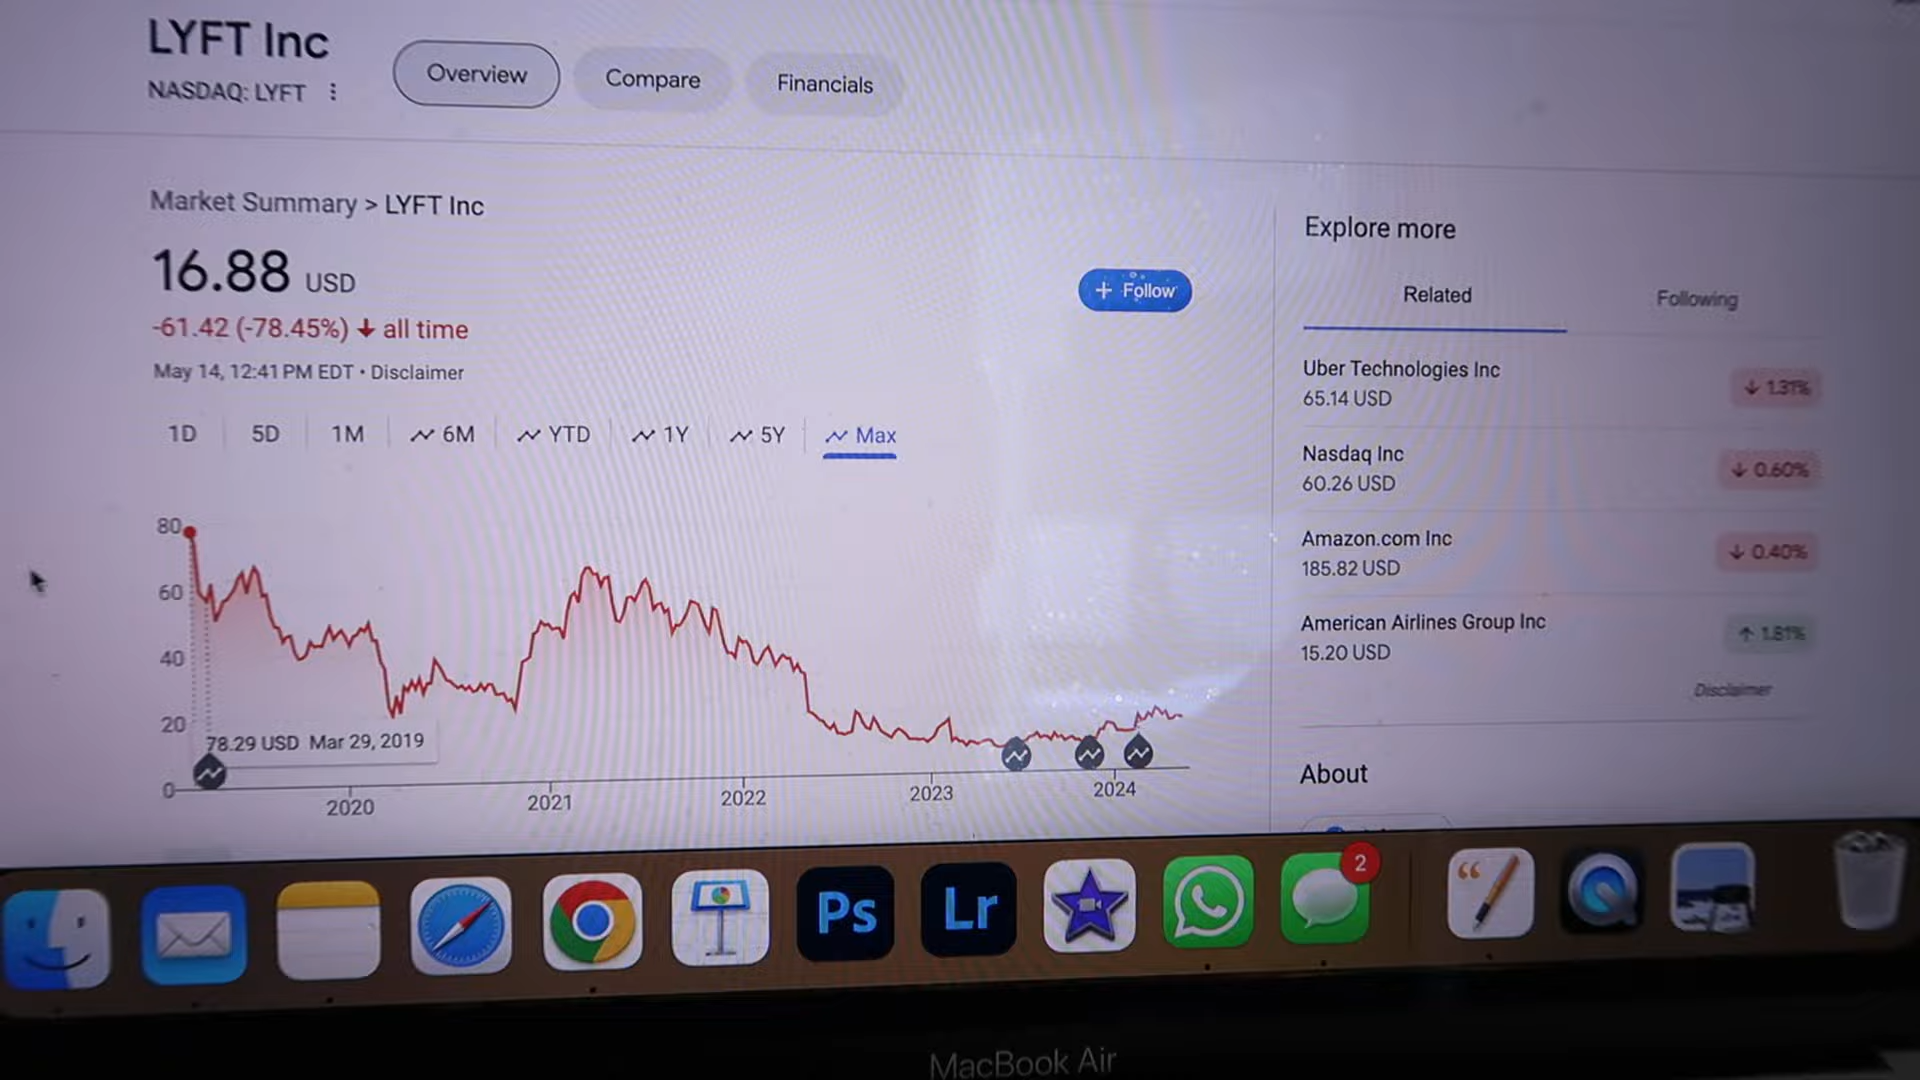 LYFT Inc
NASDAQ: LYFT
Overview
Compare
Financials
Market Summary > LYFT Inc
16.88 USD
-61.42 (-78.45%) ↓ all time
May 14, 12:41 PM EDT • Disclaimer
+ Follow
1D
5D
1M
6M
YTD
1Y
5Y
Max
80
60
40
20
0
78.29 USD Mar 29, 2019
2020
2021
2022
2023
2024
Explore more
Related
Following
Uber Technologies Inc
65.14 USD
↓ 1.31%
Nasdaq Inc
60.26 USD
↓ 0.60%
Amazon.com Inc
185.82 USD
↓ 0.40%
American Airlines Group Inc
15.20 USD
↑ 1.81%
Disclaimer
About
Ps
Lr
2
MacBook Air